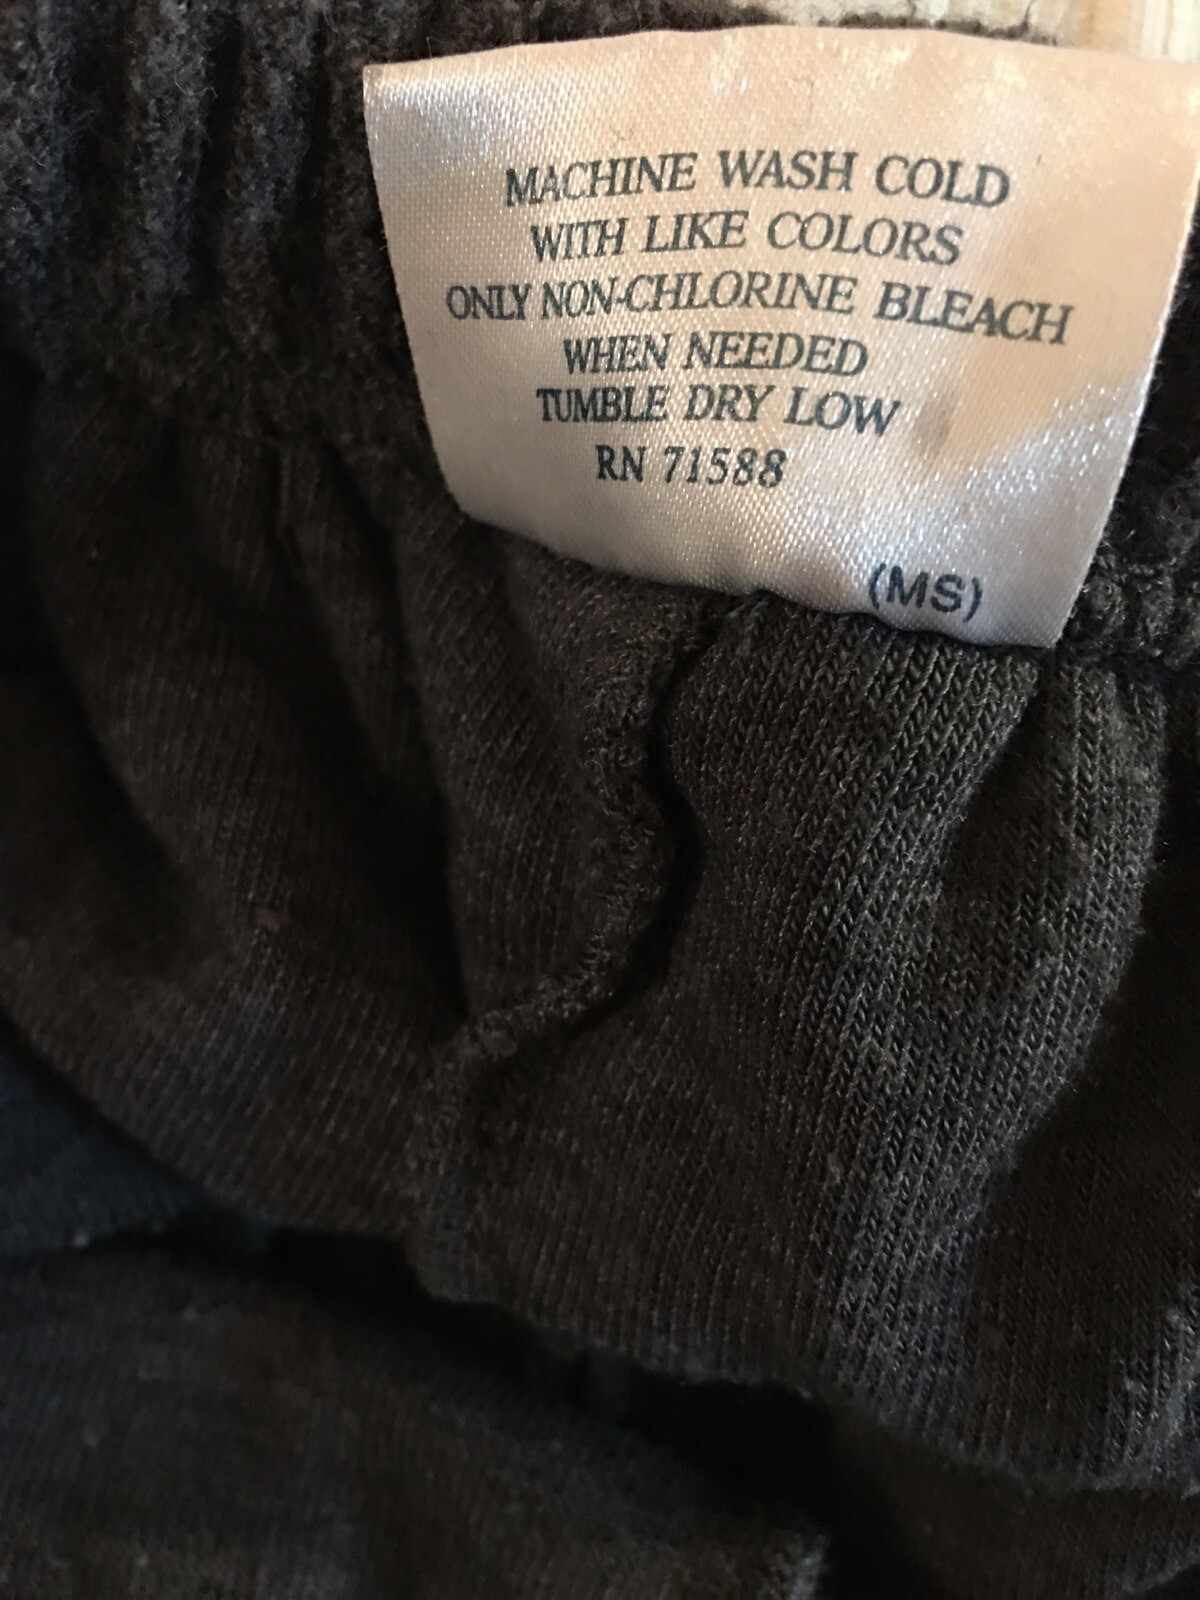 MACHINE WASH COLD
WITH LIKE COLORS
ONLY NON-CHLORINE BLEACH
WHEN NEEDED
TUMBLE DRY LOW
RN 71588
(MS)